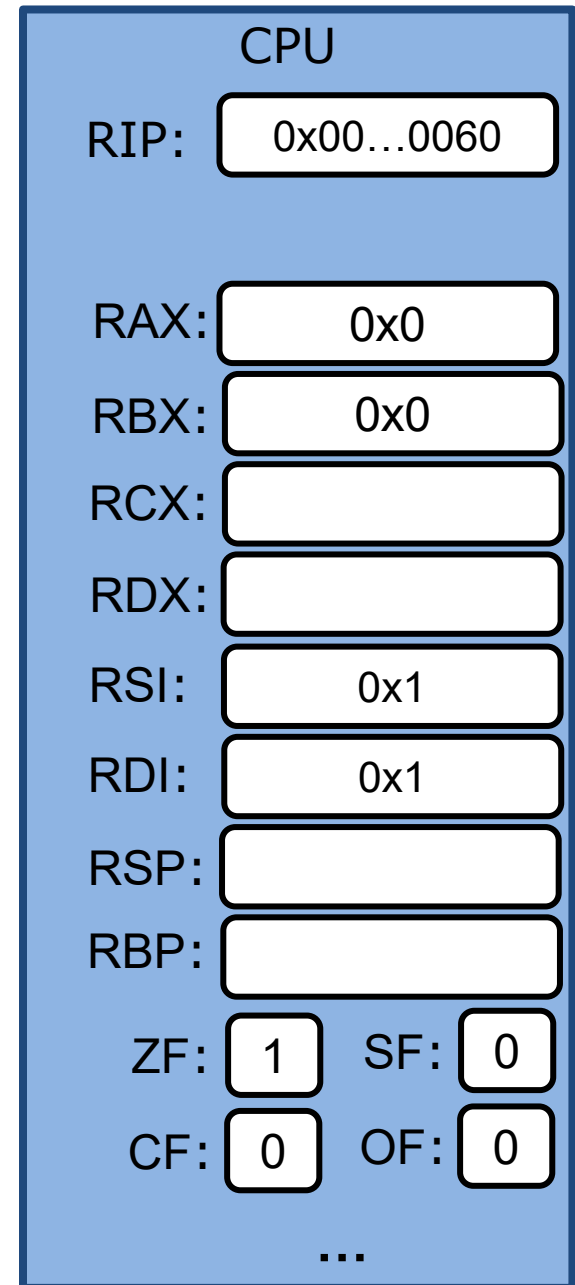 CPU
RIP: 0x00...0060
RAX: 0x0
RBX: 0x0
RCX:
RDX:
RSI: 0x1
RDI: 0x1
RSP:
RBP:
ZF: 1 SF: 0
CF: 0 OF: 0
...